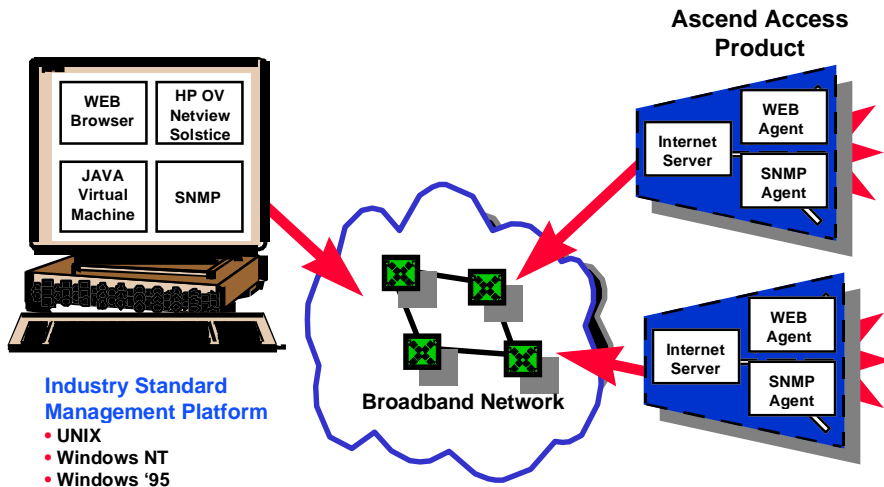 Ascend Access
Product
WEB
Browser
HP OV
Netview
Solstice
JAVA
Virtual
Machine
SNMP
Internet
Server
WEB
Agent
SNMP
Agent
Internet
Server
WEB
Agent
SNMP
Agent
Broadband Network
Industry Standard
Management Platform
• UNIX
• Windows NT
• Windows ‘95